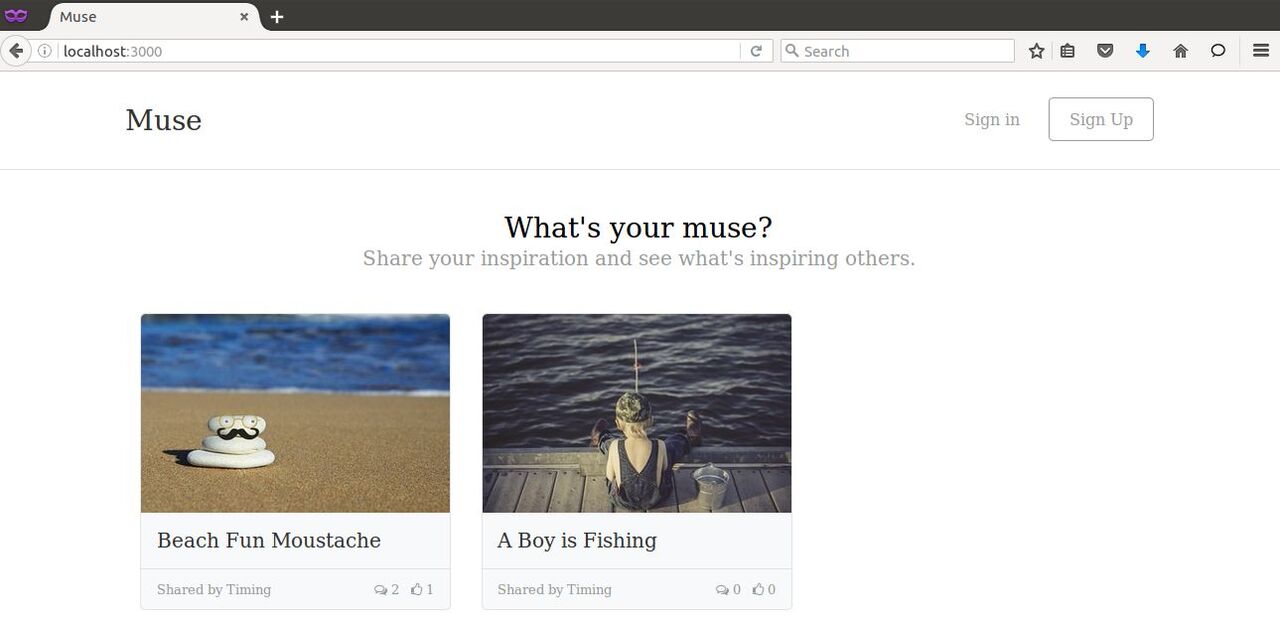 Muse
localhost:3000
Search
Muse
Sign in
Sign Up
What's your muse?
Share your inspiration and see what's inspiring others.
Beach Fun Moustache
Shared by Timing 2 1
A Boy is Fishing
Shared by Timing 0 0